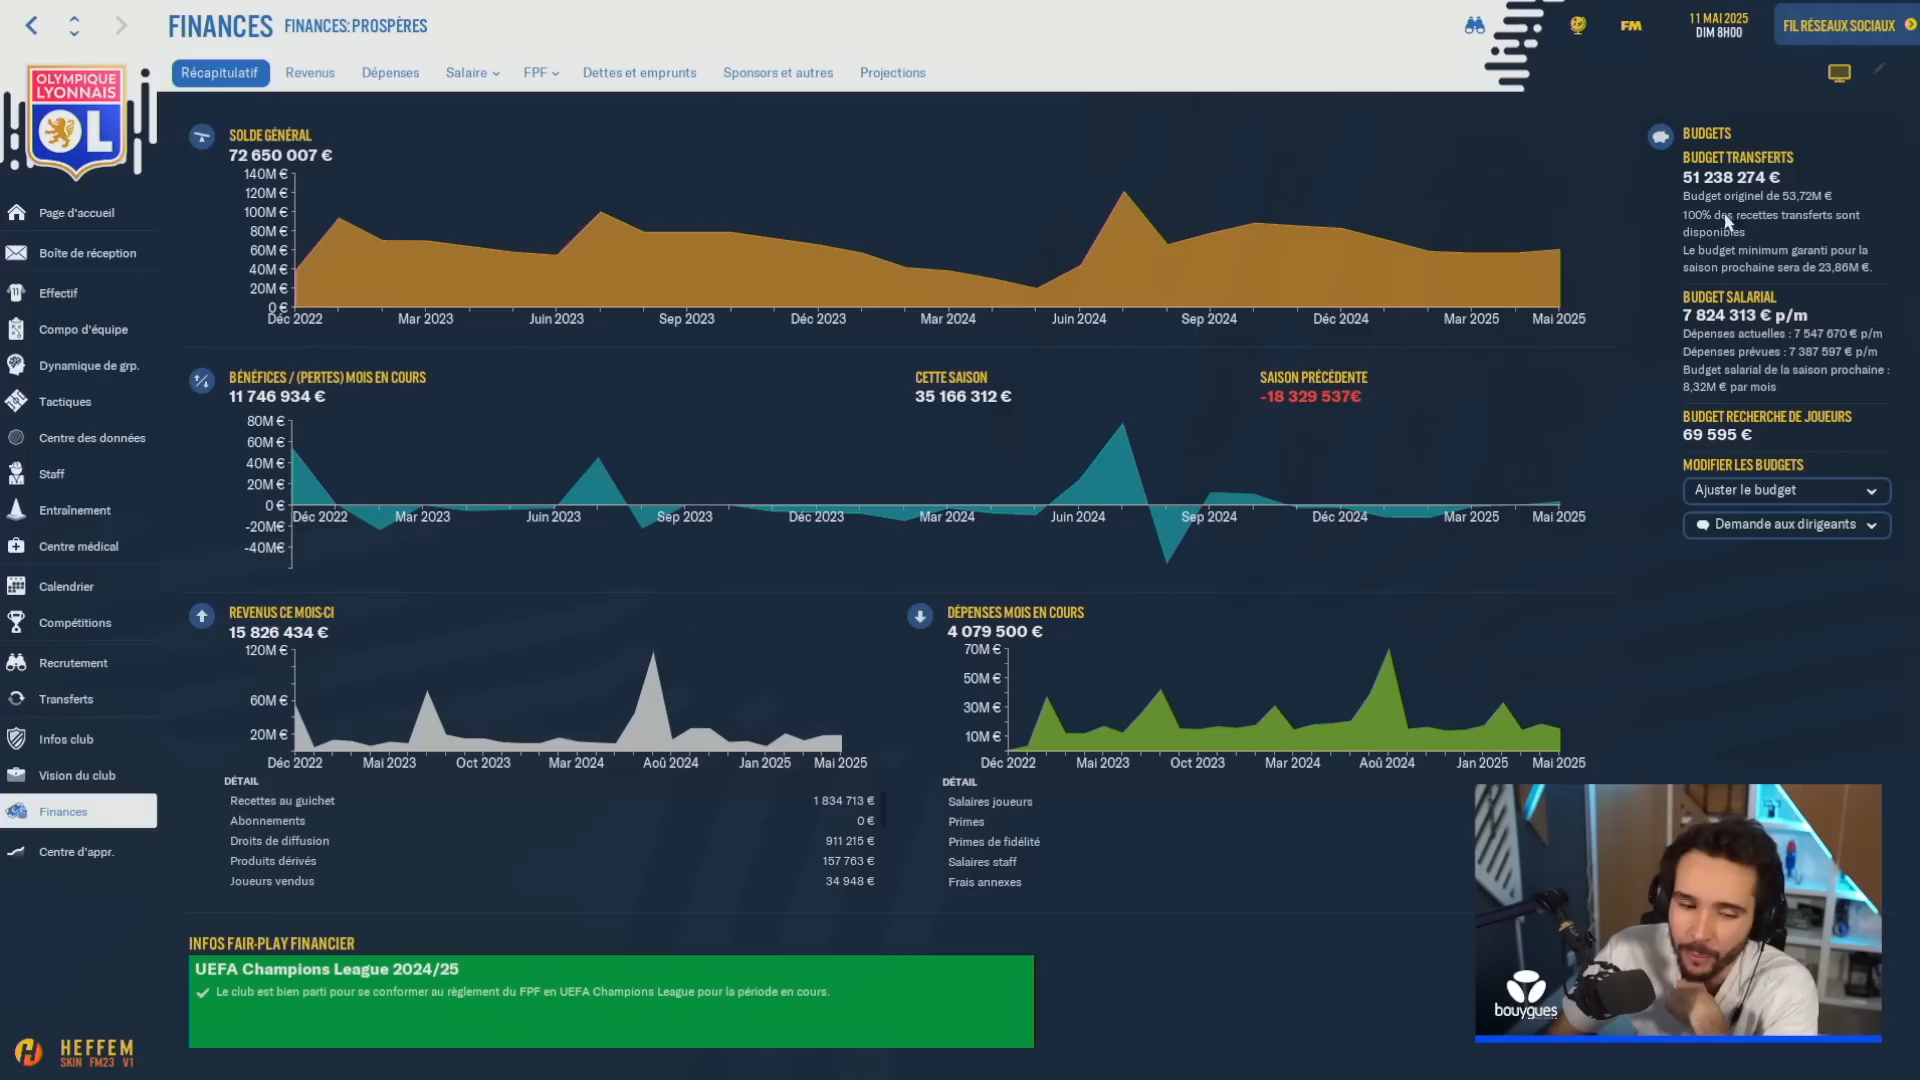 FINANCES
FINANCES: PROSPÈRES
FM
11 MAI 2025
DIM 8H00
FIL RÉSEAUX SOCIAUX
Récapitulatif
Revenus
Dépenses
Salaire
FPF
Dettes et emprunts
Sponsors et autres
Projections
OLYMPIQUE
LYONNAIS
OL
Page d'accueil
Boîte de réception
Effectif
Compo d'équipe
Dynamique de grp.
Tactiques
Centre des données
Staff
Entraînement
Centre médical
Calendrier
Compétitions
Recrutement
Transferts
Infos club
Vision du club
Finances
Centre d'appr.
HEFFEM
SKIN FM23 V1
SOLDE GÉNÉRAL
72 650 007 €
140M €
120M €
100M €
80M €
60M €
40M €
20M €
0 €
Déc 2022
Mar 2023
Juin 2023
Sep 2023
Déc 2023
Mar 2024
Juin 2024
Sep 2024
Déc 2024
Mar 2025
Mai 2025
BÉNÉFICES / (PERTES) MOIS EN COURS
11 746 934 €
CETTE SAISON
35 166 312 €
SAISON PRÉCÉDENTE
-18 329 537€
80M €
60M €
40M €
20M €
0 €
-20M€
-40M€
Déc 2022
Mar 2023
Juin 2023
Sep 2023
Déc 2023
Mar 2024
Juin 2024
Sep 2024
Déc 2024
Mar 2025
Mai 2025
REVENUS CE MOIS-CI
15 826 434 €
120M €
60M €
20M €
Déc 2022
Mai 2023
Oct 2023
Mar 2024
Aoû 2024
Jan 2025
Mai 2025
DÉTAIL
Recettes au guichet 1 834 713 €
Abonnements 0 €
Droits de diffusion 911 215 €
Produits dérivés 157 763 €
Joueurs vendus 34 948 €
DÉPENSES MOIS EN COURS
4 079 500 €
70M €
50M €
30M €
10M €
Déc 2022
Mai 2023
Oct 2023
Mar 2024
Aoû 2024
Jan 2025
Mai 2025
DÉTAIL
Salaires joueurs
Primes
Primes de fidélité
Salaires staff
Frais annexes
INFOS FAIR-PLAY FINANCIER
UEFA Champions League 2024/25
Le club est bien parti pour se conformer au règlement du FPF en UEFA Champions League pour la période en cours.
BUDGETS
BUDGET TRANSFERTS
51 238 274 €
Budget originel de 53,72M €
100% des recettes transferts sont
disponibles
Le budget minimum garanti pour la
saison prochaine sera de 23,86M €.
BUDGET SALARIAL
7 824 313 € p/m
Dépenses actuelles : 7 547 670 € p/m
Dépenses prévues : 7 387 597 € p/m
Budget salarial de la saison prochaine :
8,32M € par mois
BUDGET RECHERCHE DE JOUEURS
69 595 €
MODIFIER LES BUDGETS
Ajuster le budget
Demande aux dirigeants
bouygues